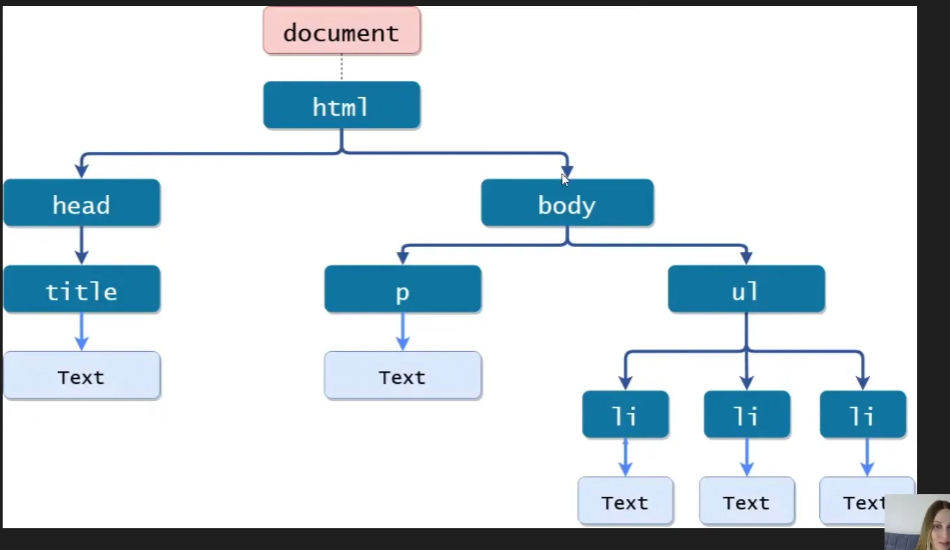 document
html
head
body
title
p
ul
Text
Text
li
li
li
Text
Text
Text